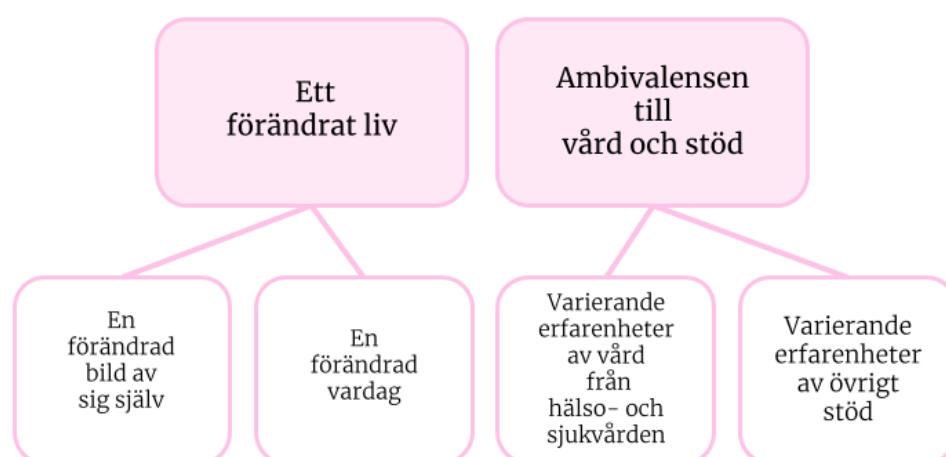 Ett
förändrat liv
Ambivalensen
till
vård och stöd
En
förändrad
bild av
sig själv
En
förändrad
vardag
Varierande
erfarenheter
av vård
från
hälso- och
sjukvården
Varierande
erfarenheter
av övrigt
stöd